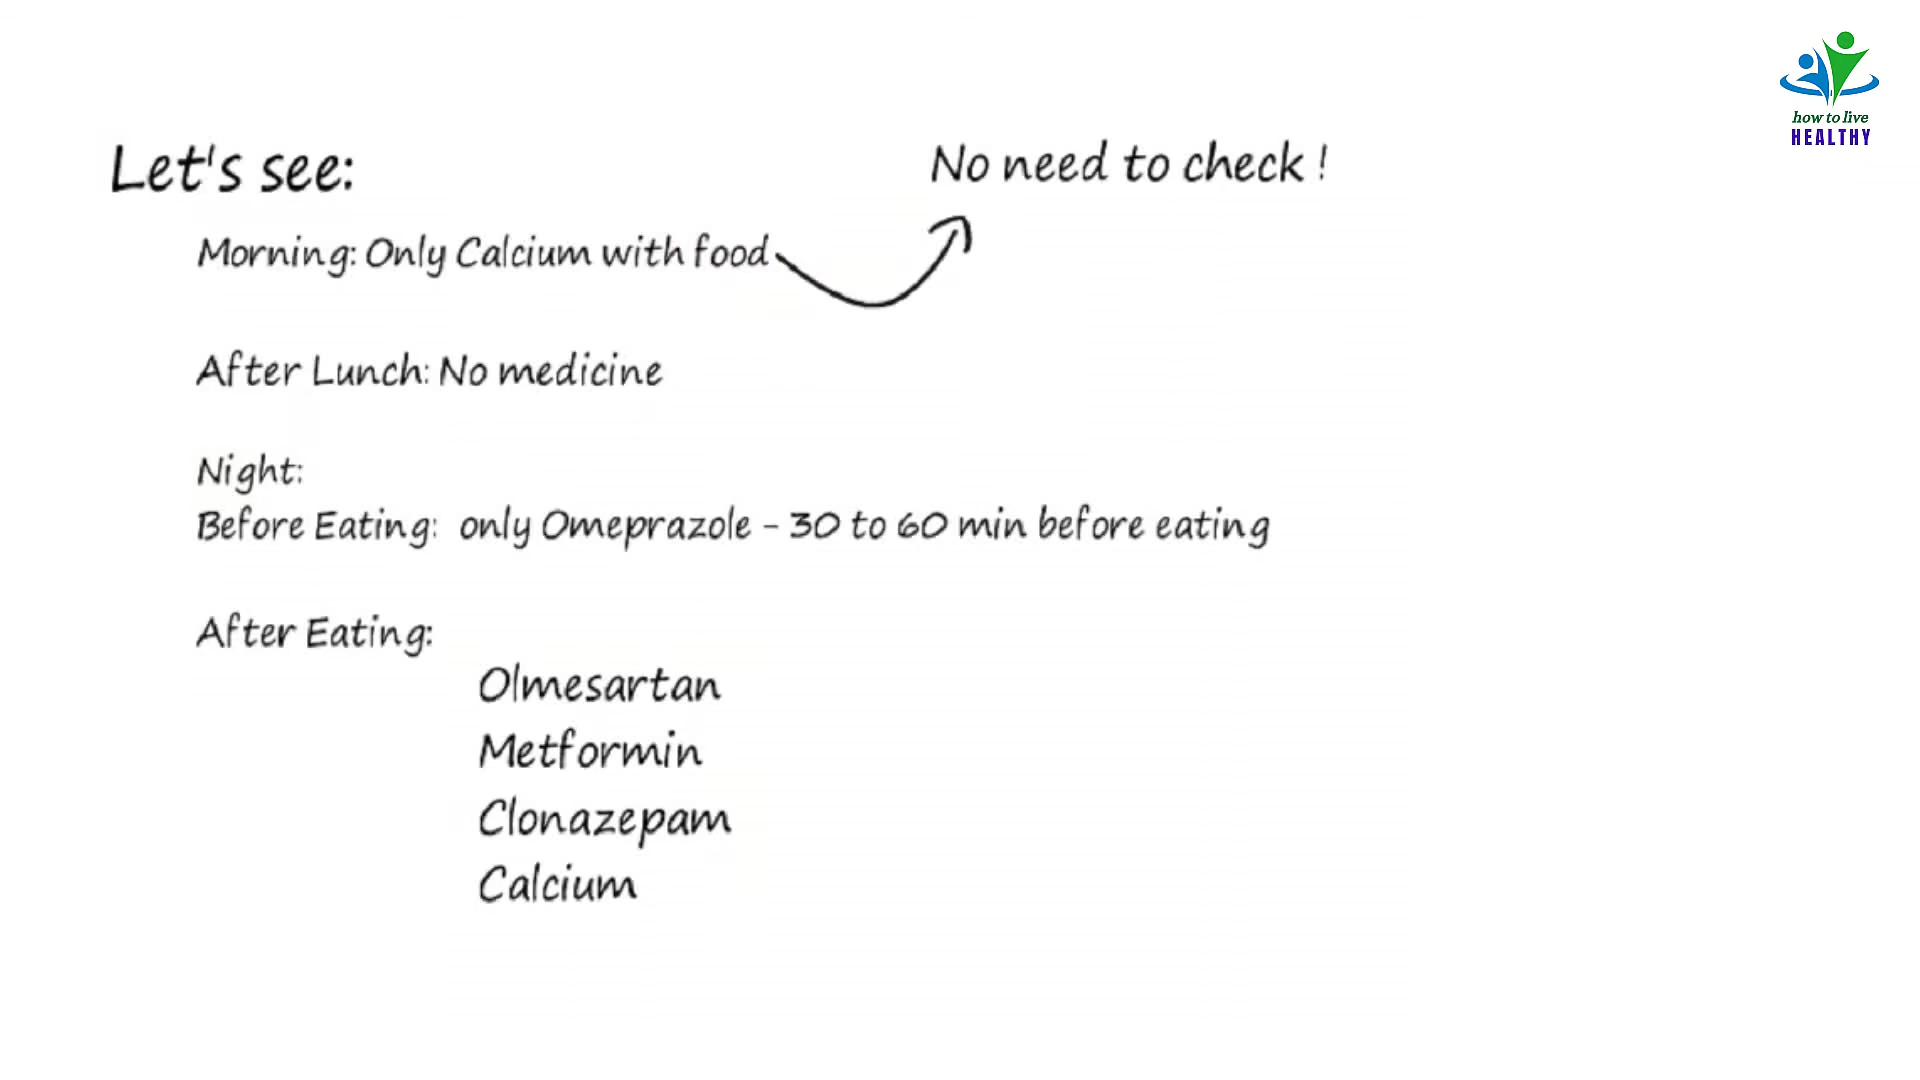 how to live
HEALTHY
Let's see:
No need to check !
Morning: Only Calcium with food
After Lunch: No medicine
Night:
Before Eating: only Omeprazole - 30 to 60 min before eating
After Eating:
Olmesartan
Metformin
Clonazepam
Calcium